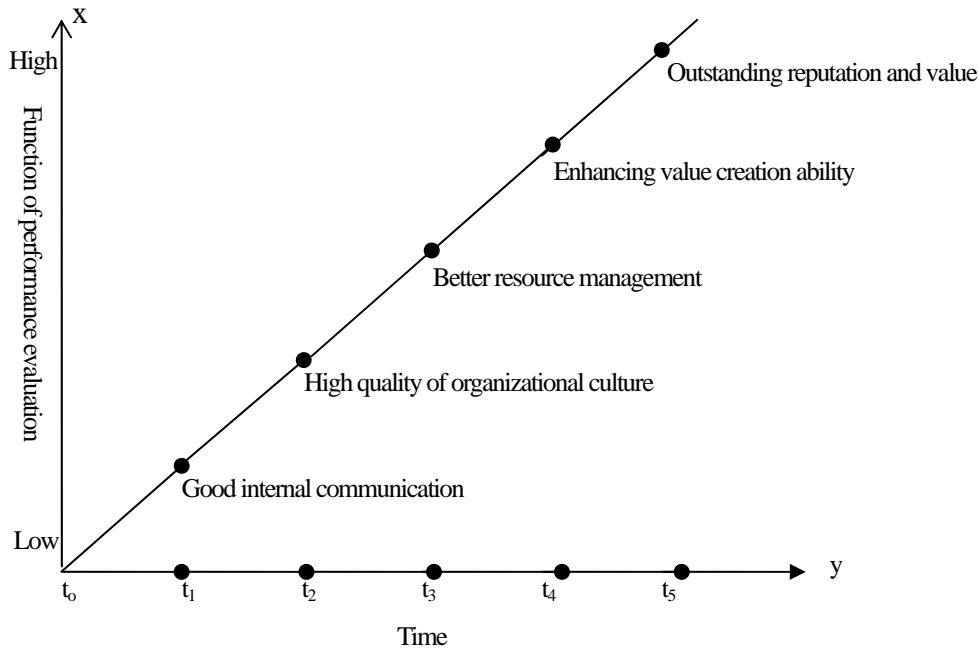 x
High
Outstanding reputation and value
Enhancing value creation ability
Function of performance evaluation
Better resource management
High quality of organizational culture
Good internal communication
Low
y
t₀ t₁ t₂ t₃ t₄ t₅
Time